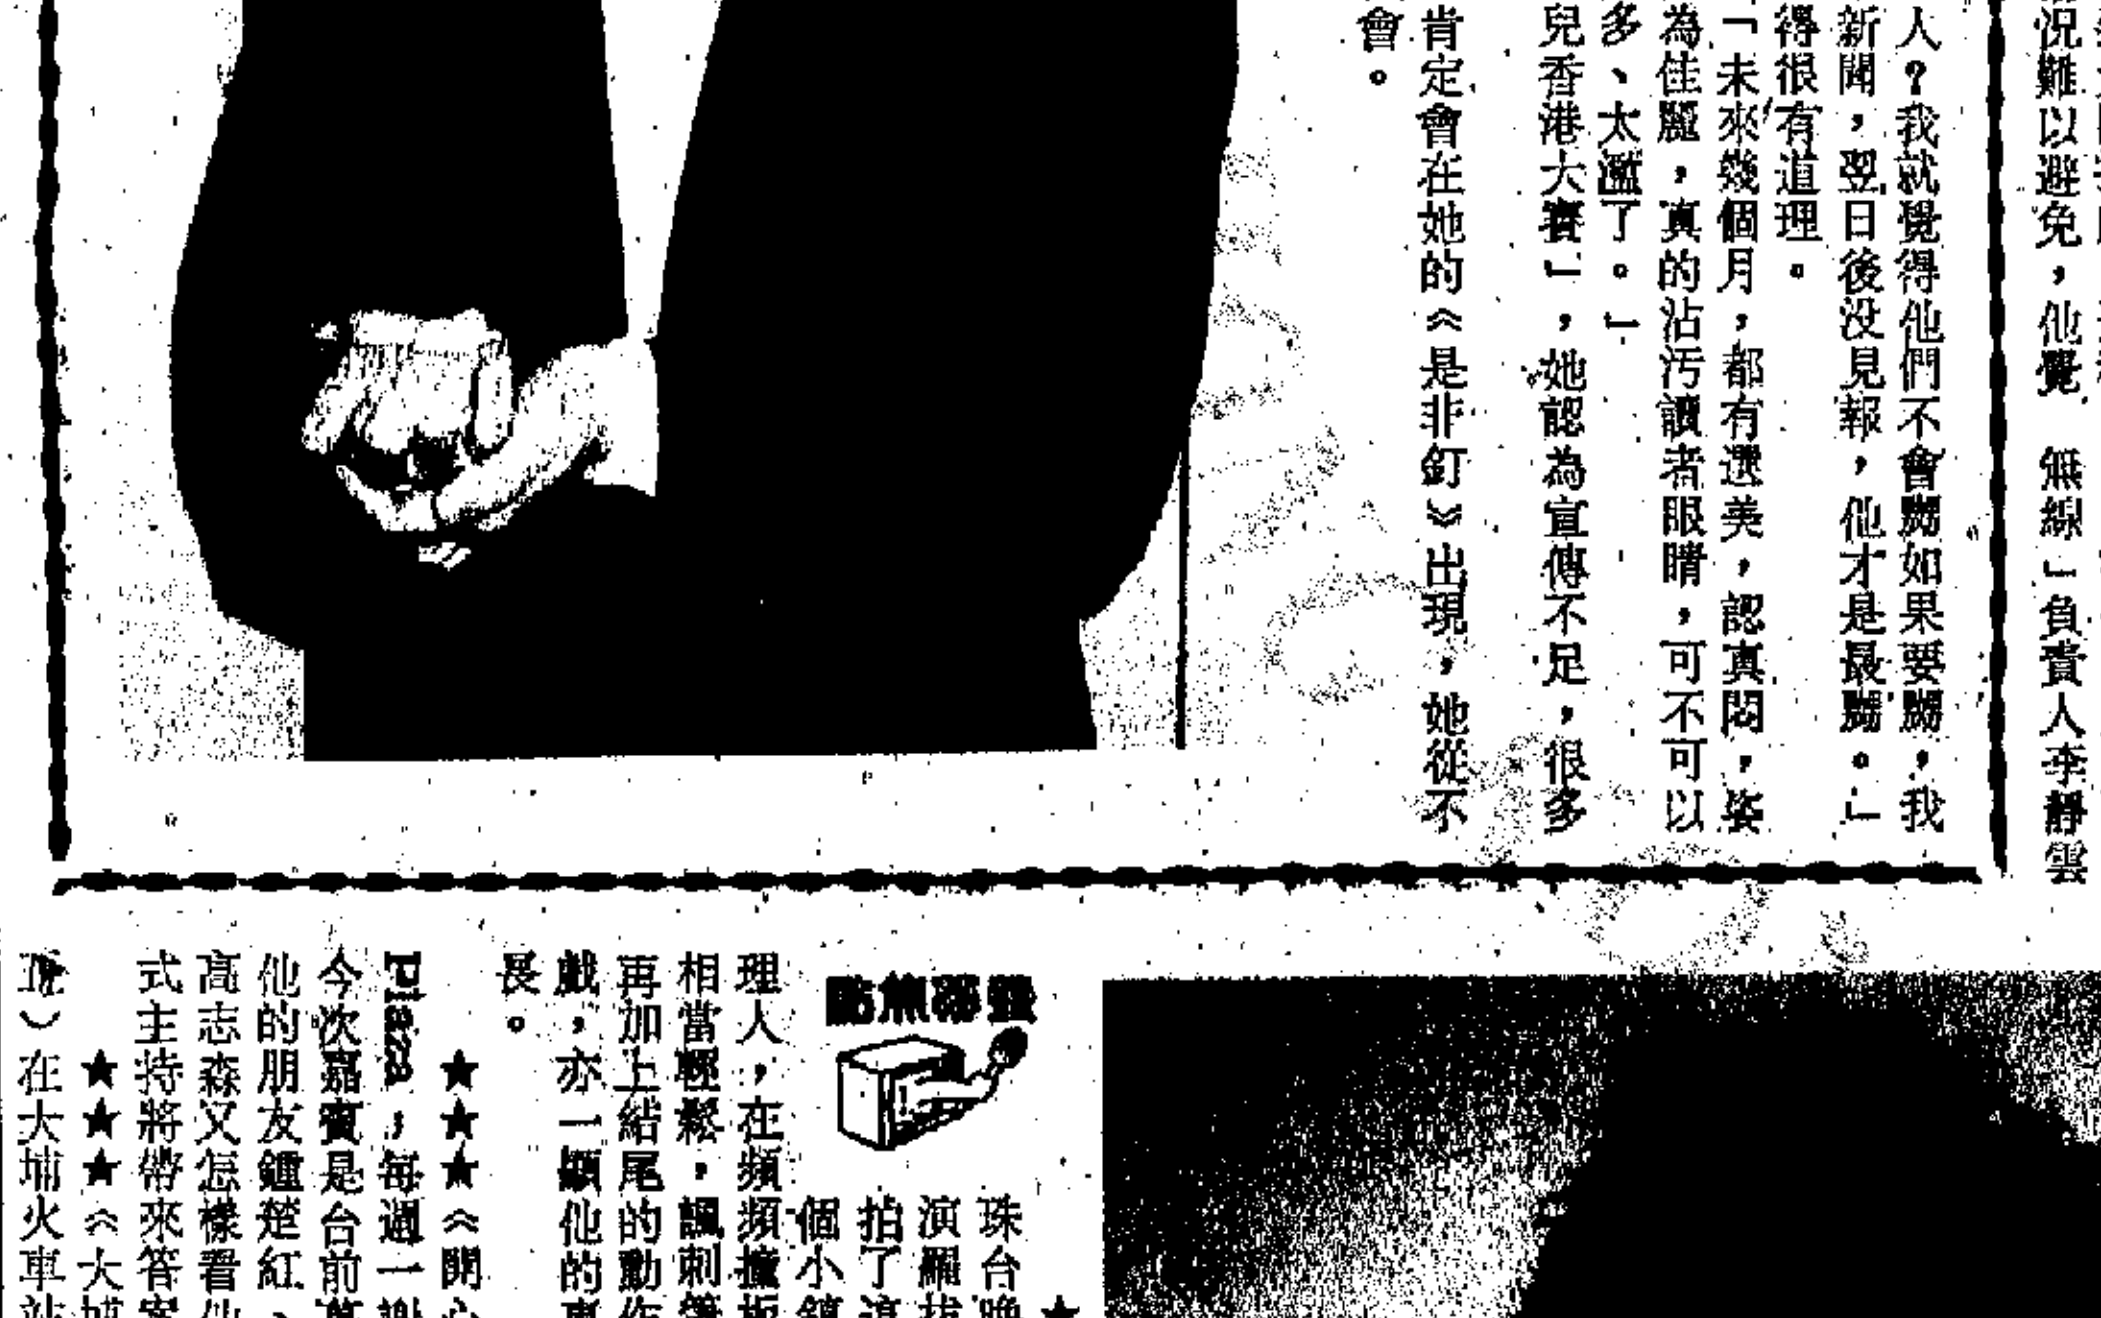 況難以避免，他覺　無線」負責人李靜雲
人？我就覺得他們不會嬲如果要嬲，我
新聞，翌日後没見報，他才是最嬲。」
得很有道理。
「未來幾個月，都有選美，認真悶，姿
為佳麗，真的沾污讀者眼睛，可不可以
多、太濫了。」
兒香港大賽」，她認為宣傳不足，很多
肯定會在她的《是非釘》出現，她從不
會。
珠台晚
演羅
拍了
個小鎮
理人，在頻頻撞板
相當輕鬆，諷刺
再加上結尾的動作
戲，亦一顯他的
長。
★★★《開心
Plaza，每週一
今次嘉賓是台前
他的朋友鍾楚紅、
高志森又怎樣看他
式主持將帶來答案
★★★《大城
）在大埔火車站